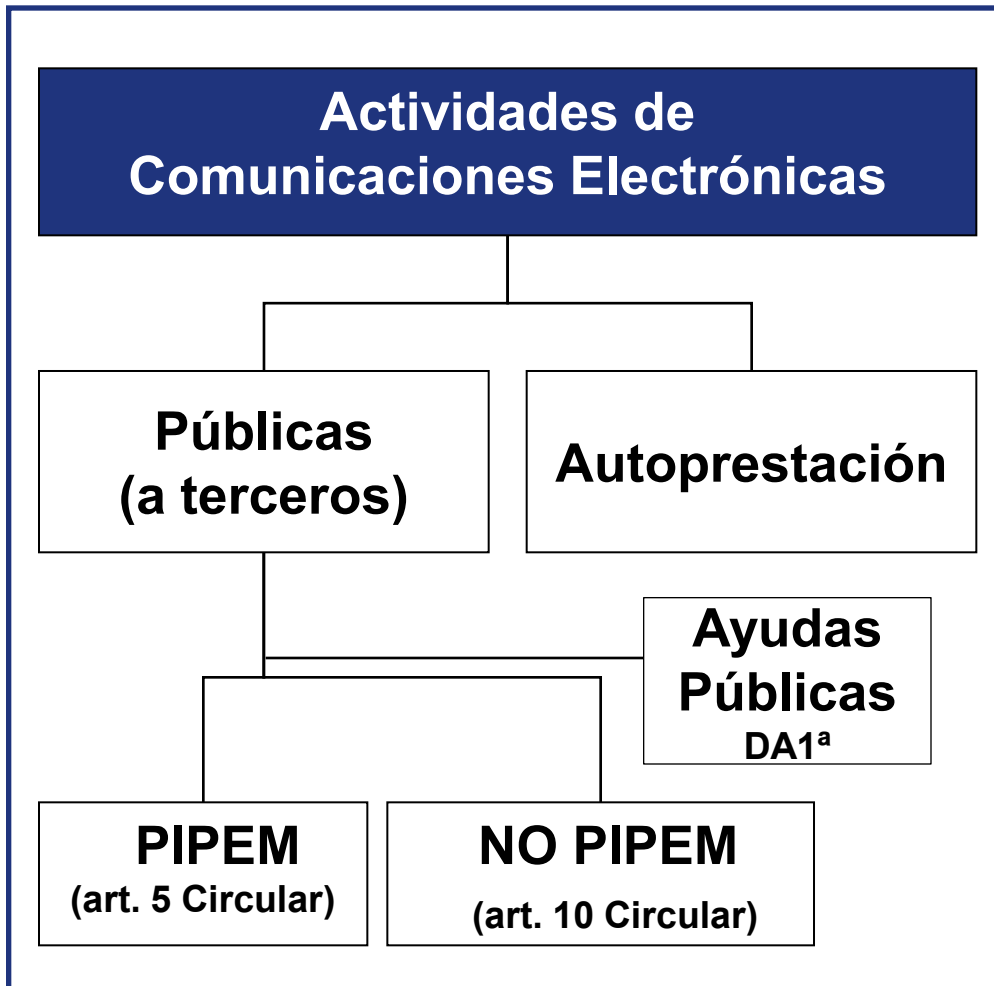 Actividades de
Comunicaciones Electrónicas
Públicas
(a terceros)
Autoprestación
Ayudas
Públicas
DA1ª
PIPEM
(art. 5 Circular)
NO PIPEM
(art. 10 Circular)